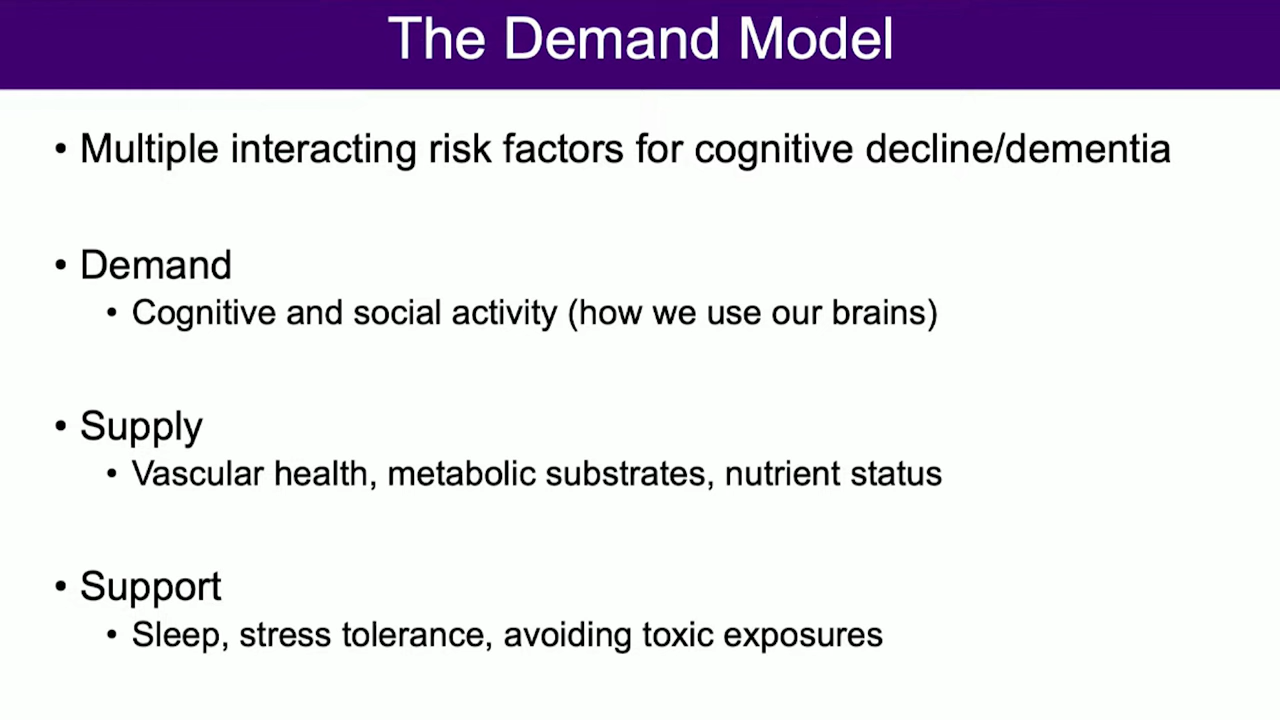 The Demand Model
• Multiple interacting risk factors for cognitive decline/dementia
• Demand
• Cognitive and social activity (how we use our brains)
• Supply
• Vascular health, metabolic substrates, nutrient status
• Support
• Sleep, stress tolerance, avoiding toxic exposures